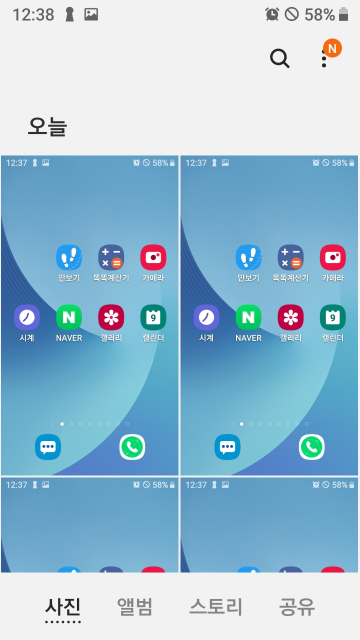 12:38 58%
N
오늘
12:37 58% 12:37 58%
만보기 똑똑계산기 카메라 만보기 똑똑계산기 카메라
9 9
시계 NAVER 갤러리 캘린더 시계 NAVER 갤러리 캘린더
12:37 58% 12:37 58%
사진 앨범 스토리 공유